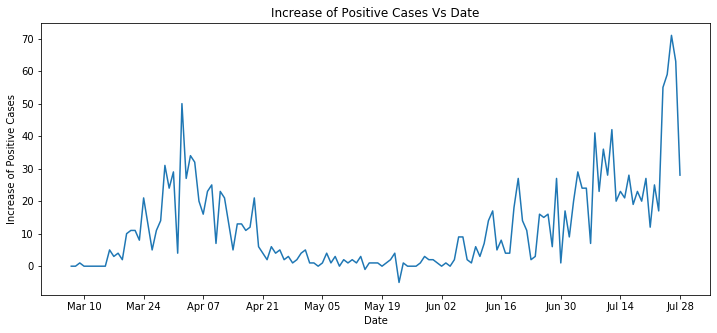 Increase of Positive Cases Vs Date
Increase of Positive Cases
70
60
50
40
30
20
10
0
Mar 10 Mar 24 Apr 07 Apr 21 May 05 May 19 Jun 02 Jun 16 Jun 30 Jul 14 Jul 28
Date